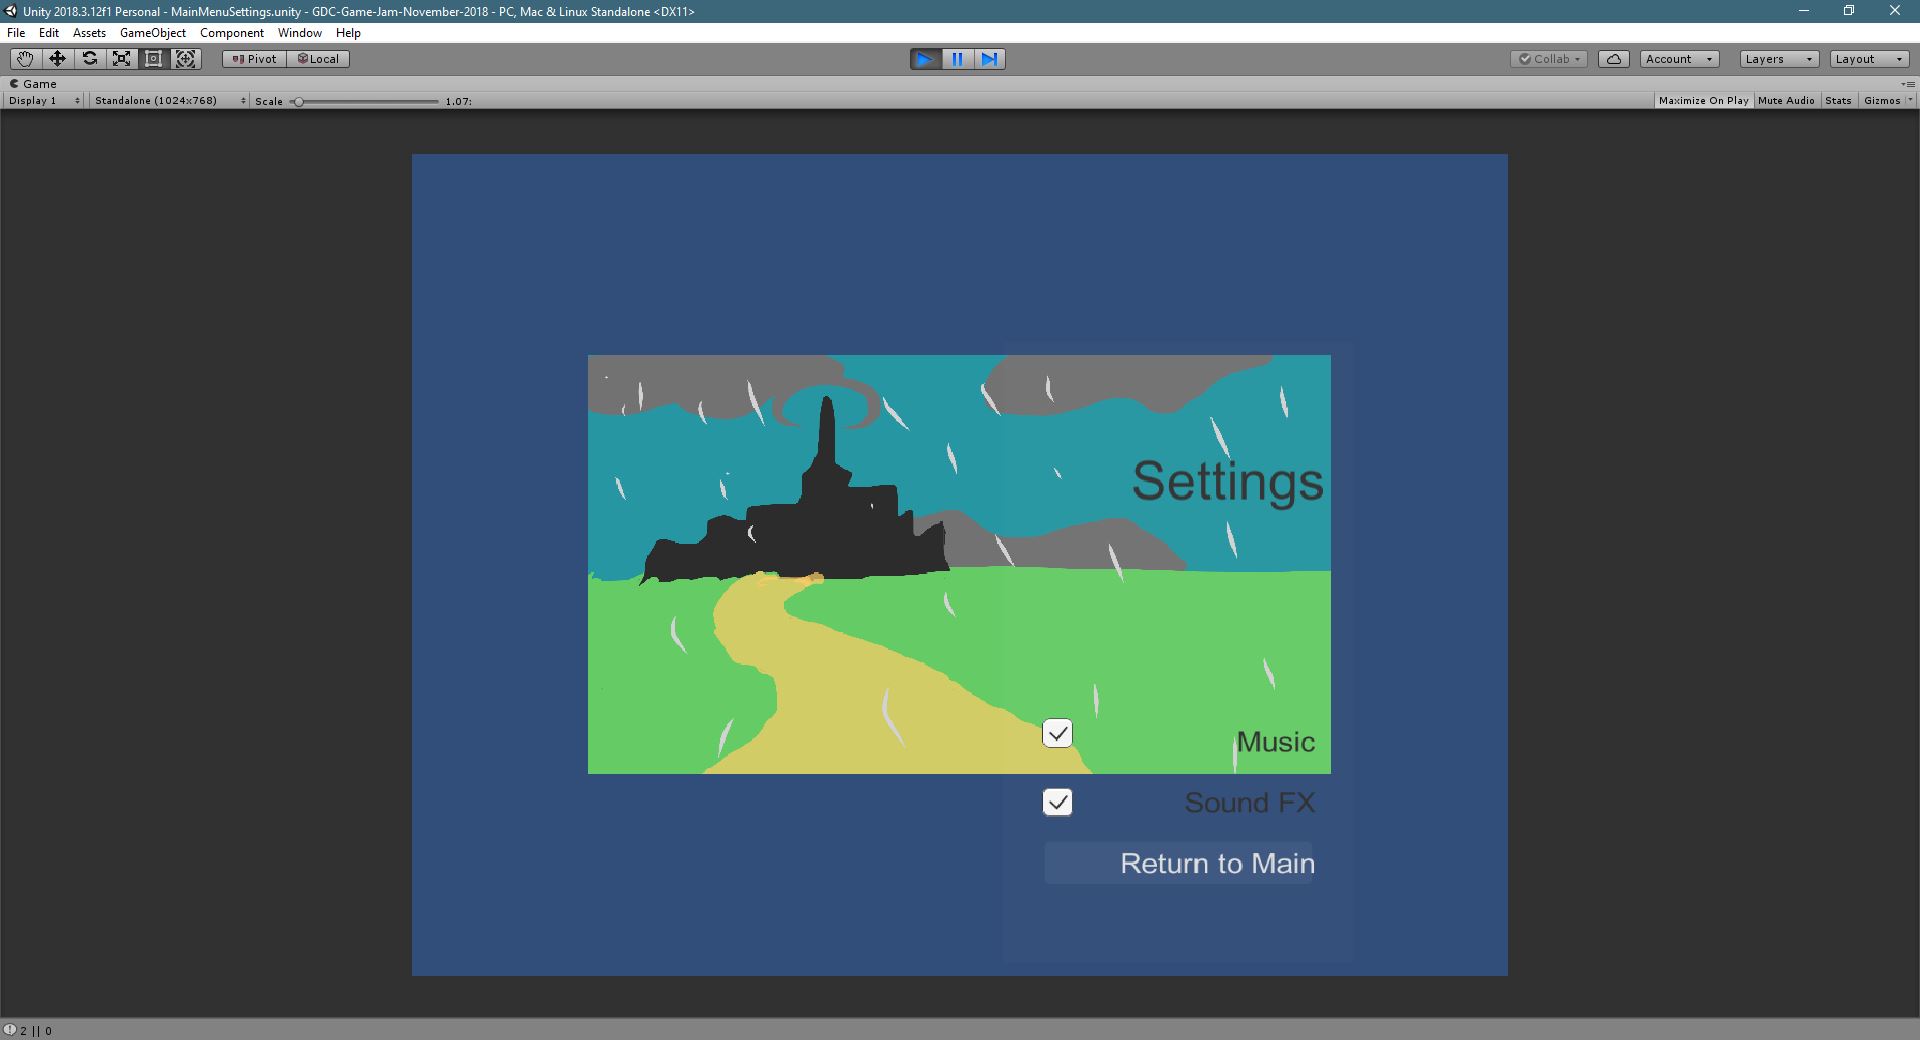 Unity 2018.3.12f1 Personal - MainMenuSettings.unity - GDC-Game-Jam-November-2018 - PC, Mac & Linux Standalone <DX11>
File Edit Assets GameObject Component Window Help
Pivot Local Collab Account Layers Layout
Game
Display 1 Standalone (1024x768) Scale 1.07: Maximize On Play Mute Audio Stats Gizmos
Settings
Music
Sound FX
Return to Main
2 || 0